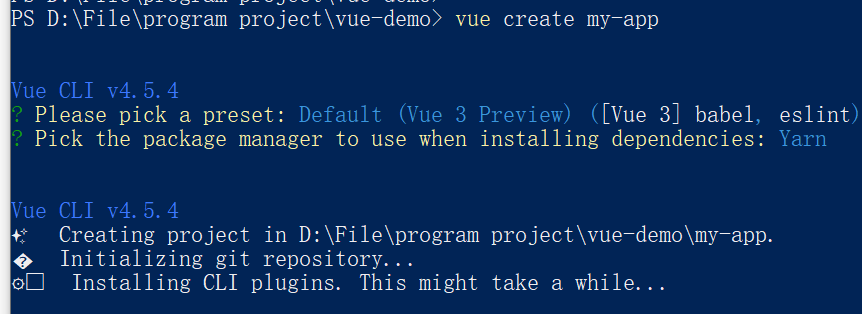 PS D:\File\program project\vue-demo> vue create my-app
Vue CLI v4.5.4
? Please pick a preset: Default (Vue 3 Preview) ([Vue 3] babel, eslint)
? Pick the package manager to use when installing dependencies: Yarn
Vue CLI v4.5.4
✨ Creating project in D:\File\program project\vue-demo\my-app.
� Initializing git repository...
⚙□ Installing CLI plugins. This might take a while...